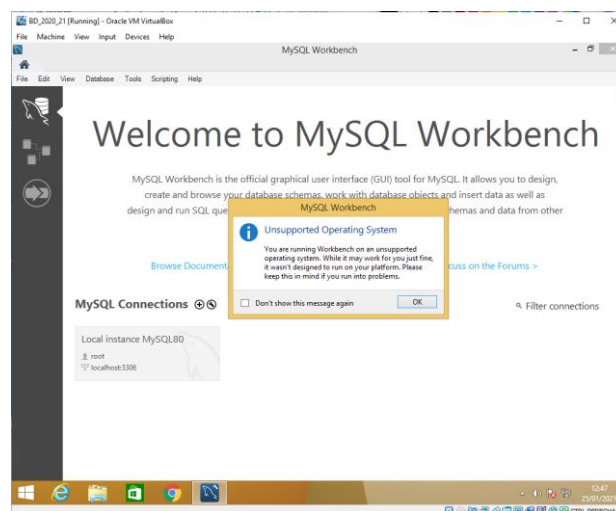 BD_2020_21 [Running] - Oracle VM VirtualBox
File Machine View Input Devices Help
MySQL Workbench
File Edit View Database Tools Scripting Help
Welcome to MySQL Workbench
MySQL Workbench is the official graphical user interface (GUI) tool for MySQL. It allows you to design,
create and browse your database schemas, work with database objects and insert data as well as
design and run SQL que
hemas and data from other
MySQL Workbench
Unsupported Operating System
You are running Workbench on an unsupported
operating system. While it may work for you just fine,
it wasn't designed to run on your platform. Please
keep this in mind if you run into problems.
Don't show this message again
OK
Browse Document
cuss on the Forums >
MySQL Connections
Filter connections
Local instance MySQL80
root
localhost:3306
12:47
25/01/2021